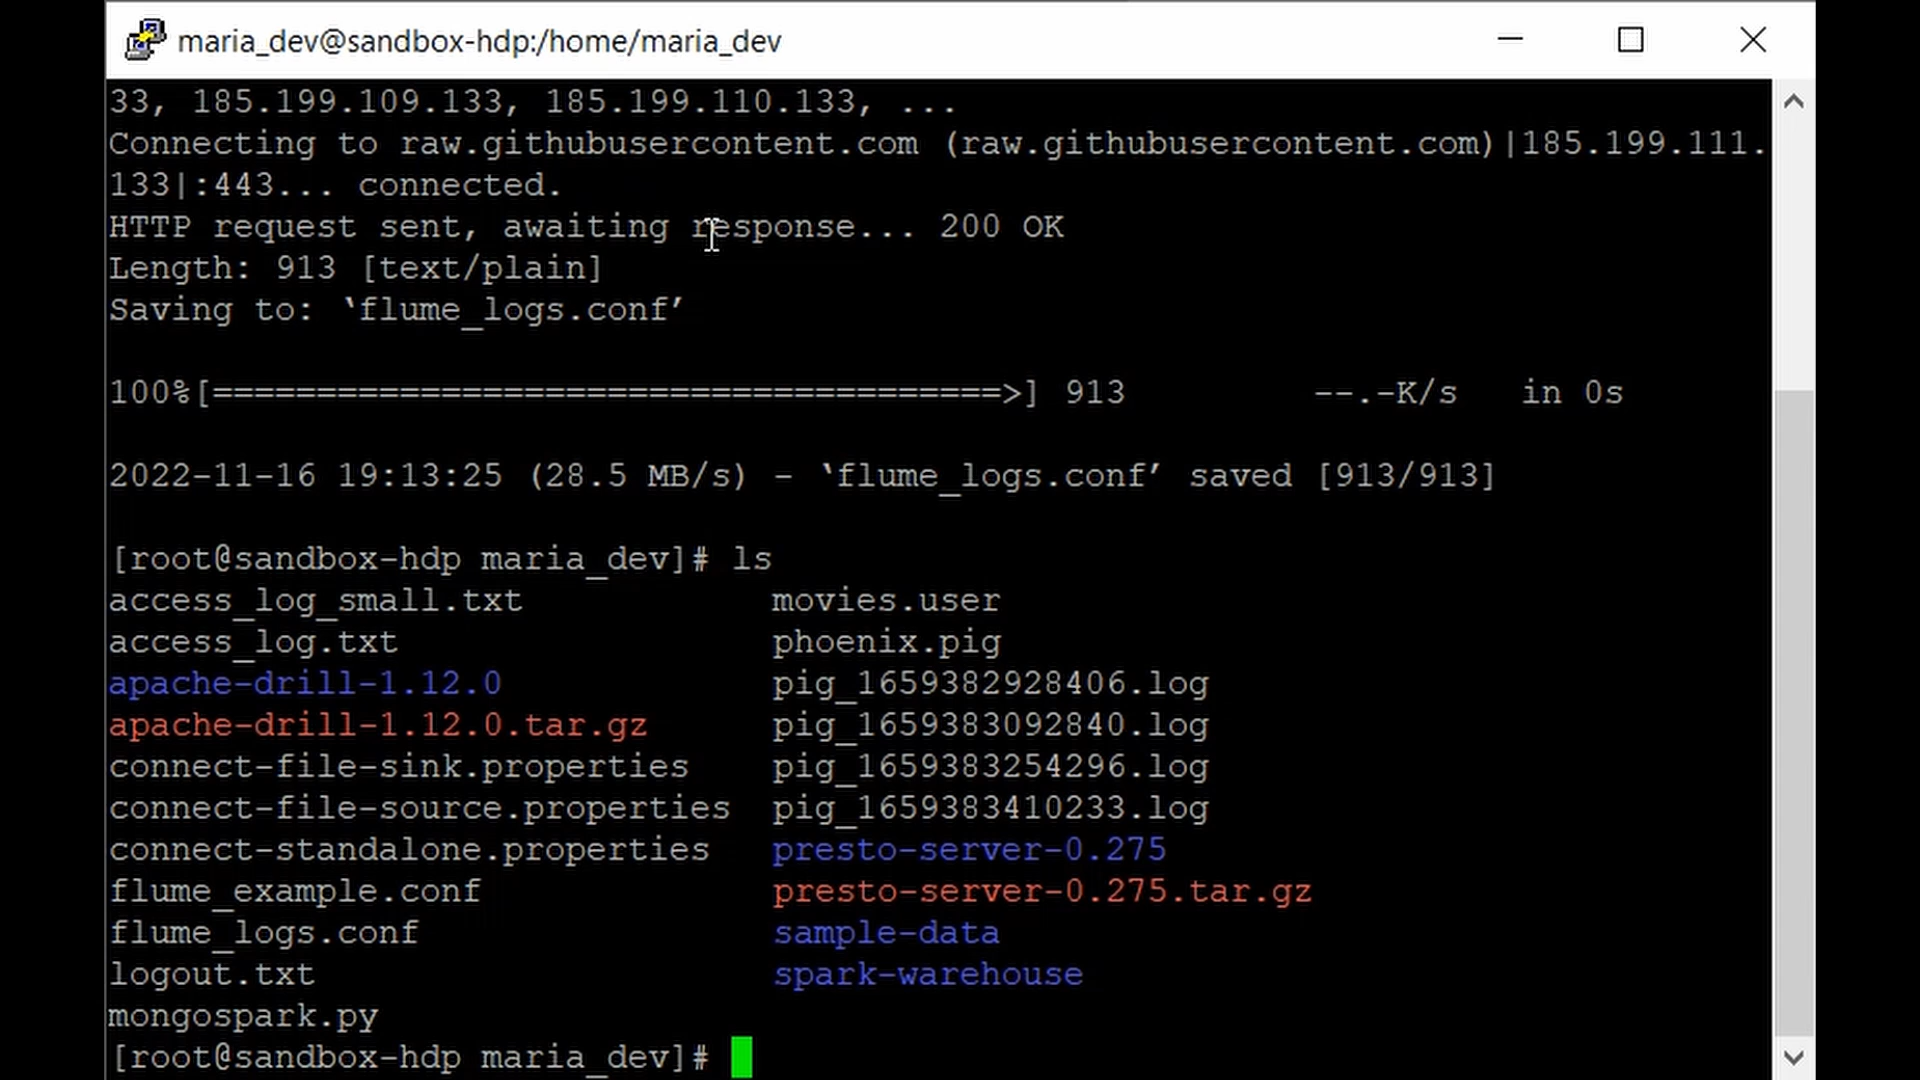 maria_dev@sandbox-hdp:/home/maria_dev
33, 185.199.109.133, 185.199.110.133, ...
Connecting to raw.githubusercontent.com (raw.githubusercontent.com)|185.199.111.
133|:443... connected.
HTTP request sent, awaiting response... 200 OK
Length: 913 [text/plain]
Saving to: ‘flume_logs.conf’
100%[======================================>] 913         --.-K/s   in 0s
2022-11-16 19:13:25 (28.5 MB/s) - ‘flume_logs.conf’ saved [913/913]
[root@sandbox-hdp maria_dev]# ls
access_log_small.txt            movies.user
access_log.txt                  phoenix.pig
apache-drill-1.12.0             pig_1659382928406.log
apache-drill-1.12.0.tar.gz      pig_1659383092840.log
connect-file-sink.properties    pig_1659383254296.log
connect-file-source.properties  pig_1659383410233.log
connect-standalone.properties   presto-server-0.275
flume_example.conf              presto-server-0.275.tar.gz
flume_logs.conf                 sample-data
logout.txt                      spark-warehouse
mongospark.py
[root@sandbox-hdp maria_dev]#